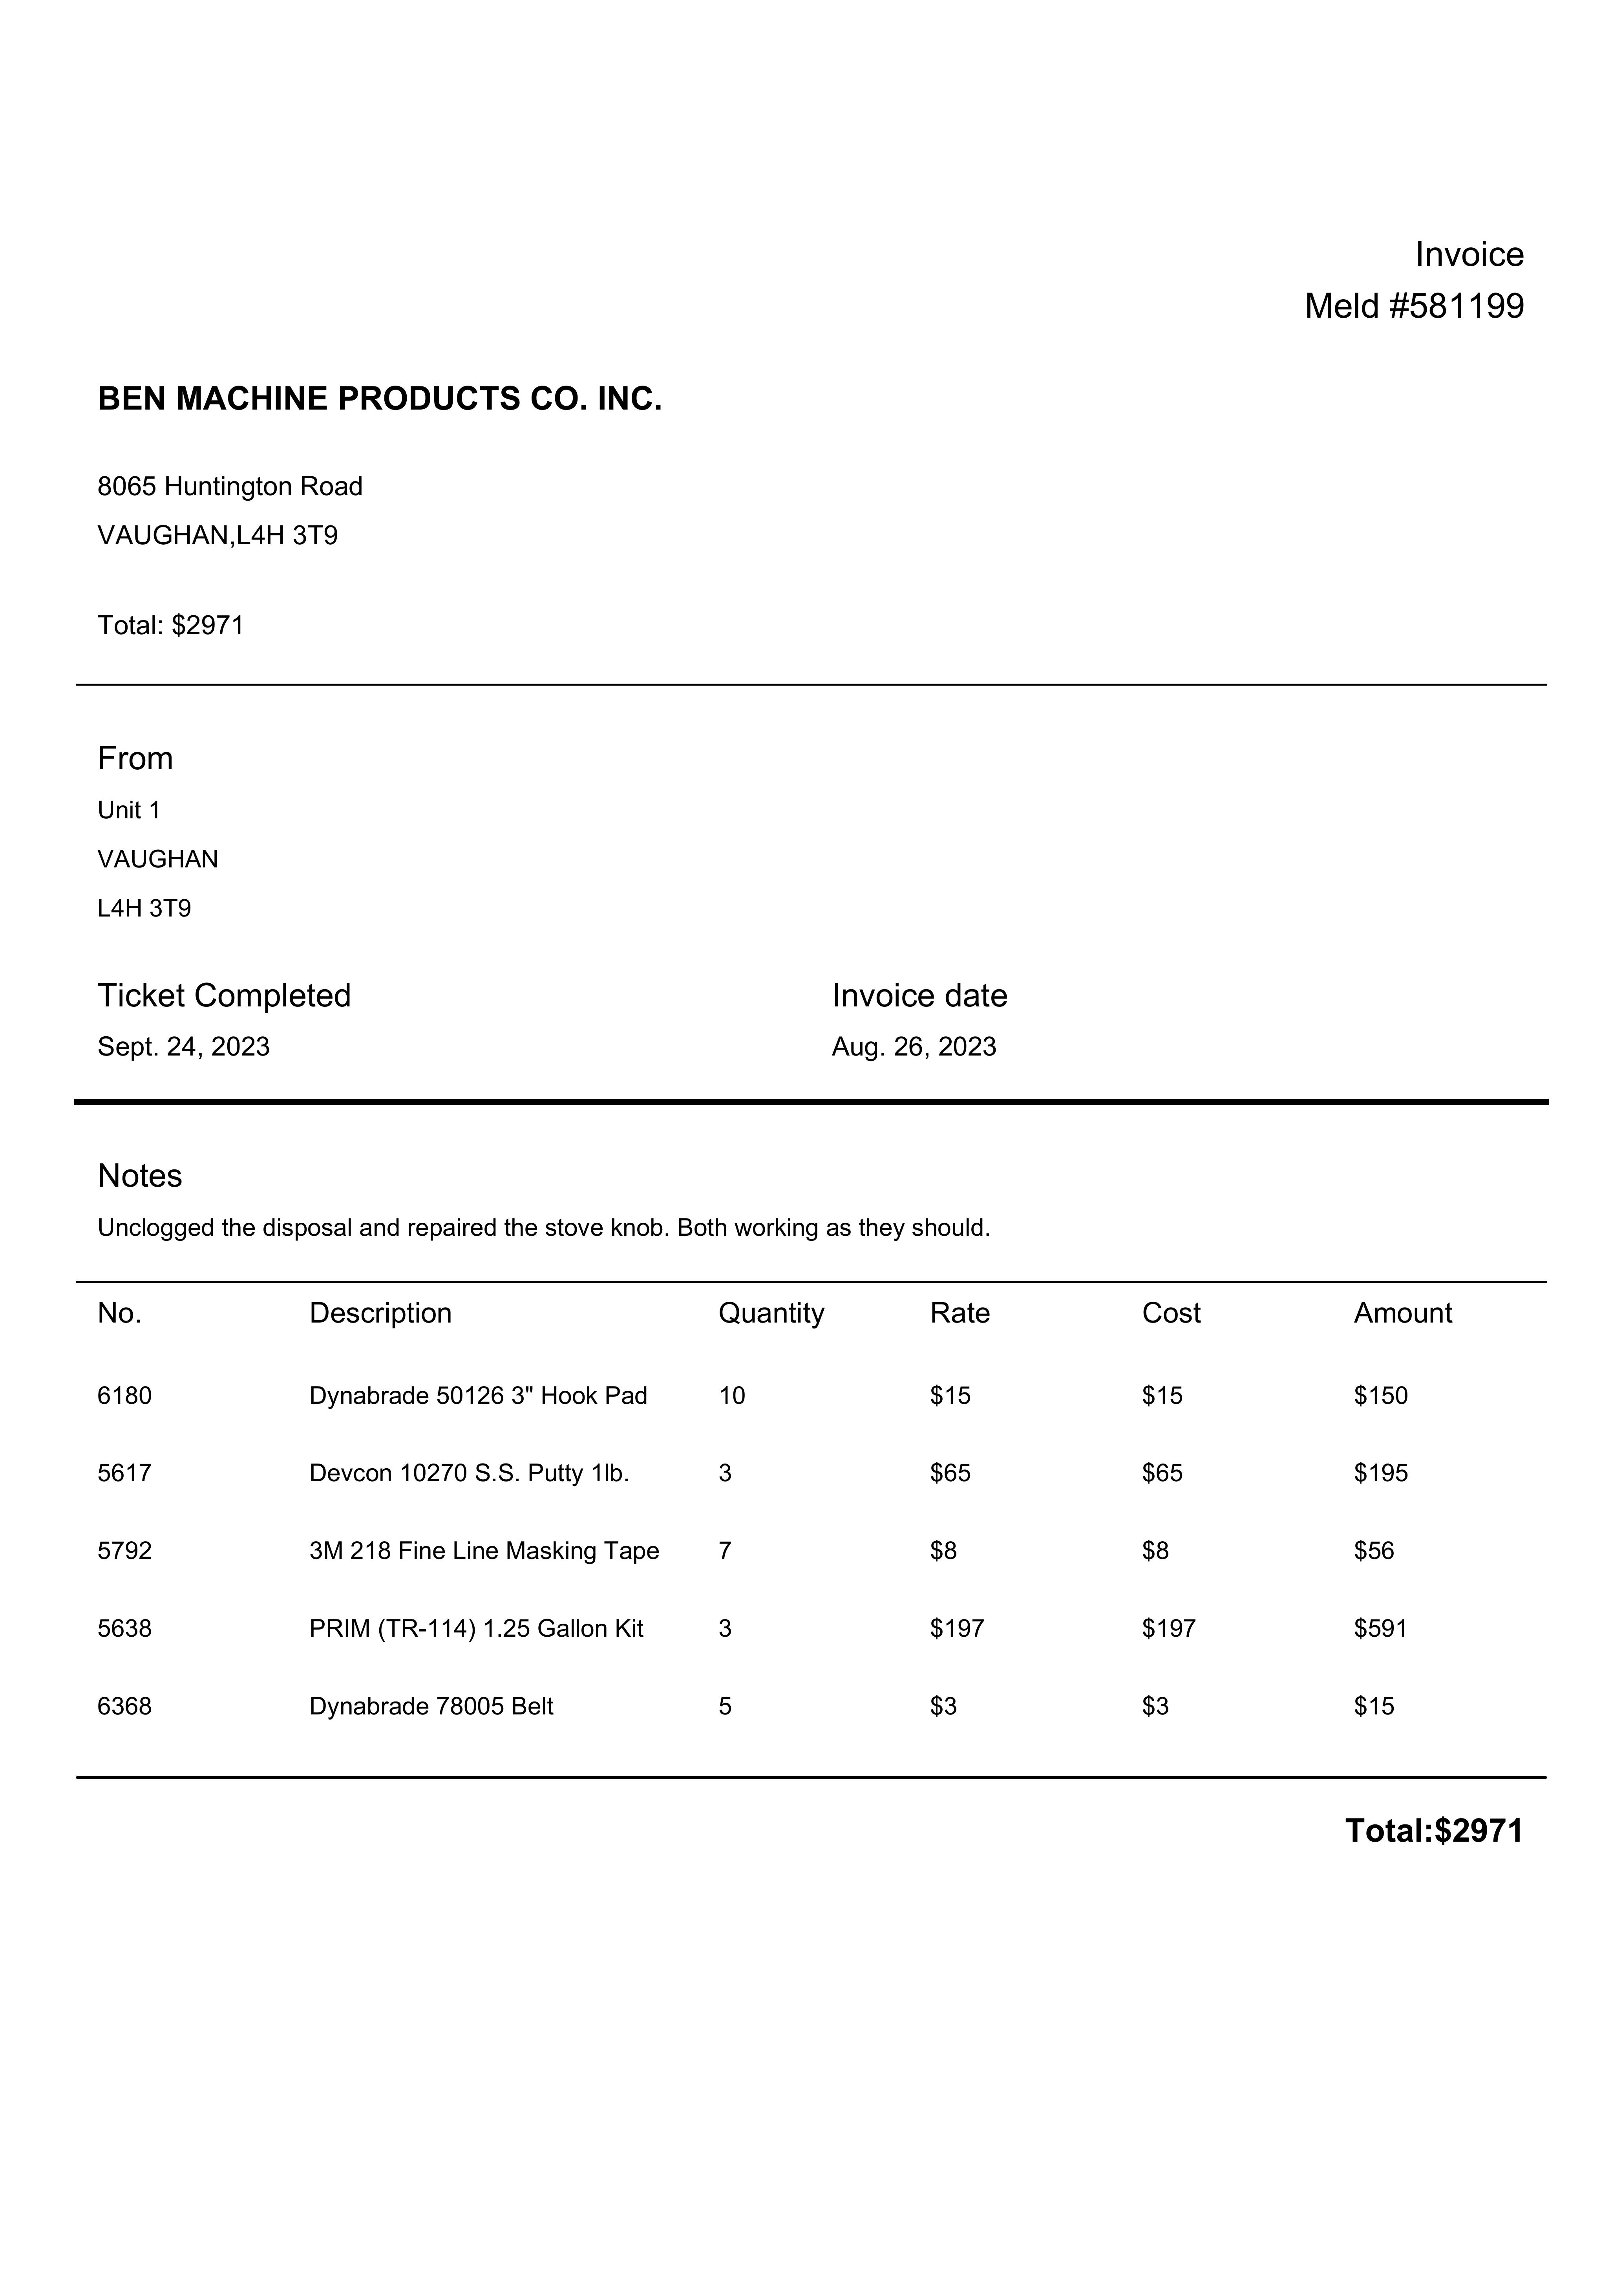 Invoice
Meld #581199
BEN MACHINE PRODUCTS CO. INC.
8065 Huntington Road
VAUGHAN,L4H 3T9
Total: $2971
From
Unit 1
VAUGHAN
L4H 3T9
Ticket Completed Invoice date
Sept. 24, 2023 Aug. 26, 2023
Notes
Unclogged the disposal and repaired the stove knob. Both working as they should.
No. Description Quantity Rate Cost Amount
6180 Dynabrade 50126 3" Hook Pad 10 $15 $15 $150
5617 Devcon 10270 S.S. Putty 1lb. 3 $65 $65 $195
5792 3M 218 Fine Line Masking Tape 7 $8 $8 $56
5638 PRIM (TR-114) 1.25 Gallon Kit 3 $197 $197 $591
6368 Dynabrade 78005 Belt 5 $3 $3 $15
Total:$2971